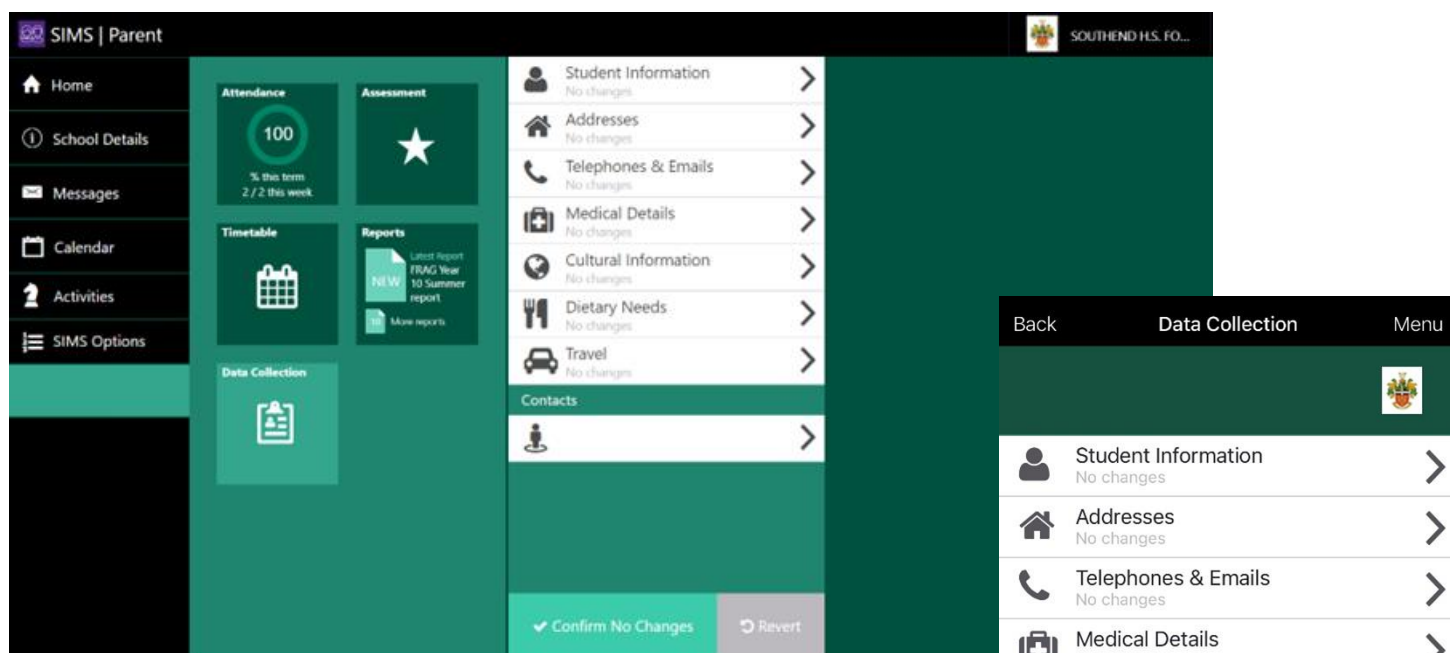 SIMS | Parent
SOUTHEND H.S. FO...
Home
School Details
Messages
Calendar
Activities
SIMS Options
Attendance
100
% this term
2 / 2 this week
Assessment
Timetable
Reports
Latest Report
NEW
FRAG Year
10 Summer
report
10
More reports
Data Collection
Student Information
No changes
Addresses
No changes
Telephones & Emails
No changes
Medical Details
No changes
Cultural Information
No changes
Dietary Needs
No changes
Travel
No changes
Contacts
Confirm No Changes
Revert
Back Data Collection Menu
Student Information
No changes
Addresses
No changes
Telephones & Emails
No changes
Medical Details